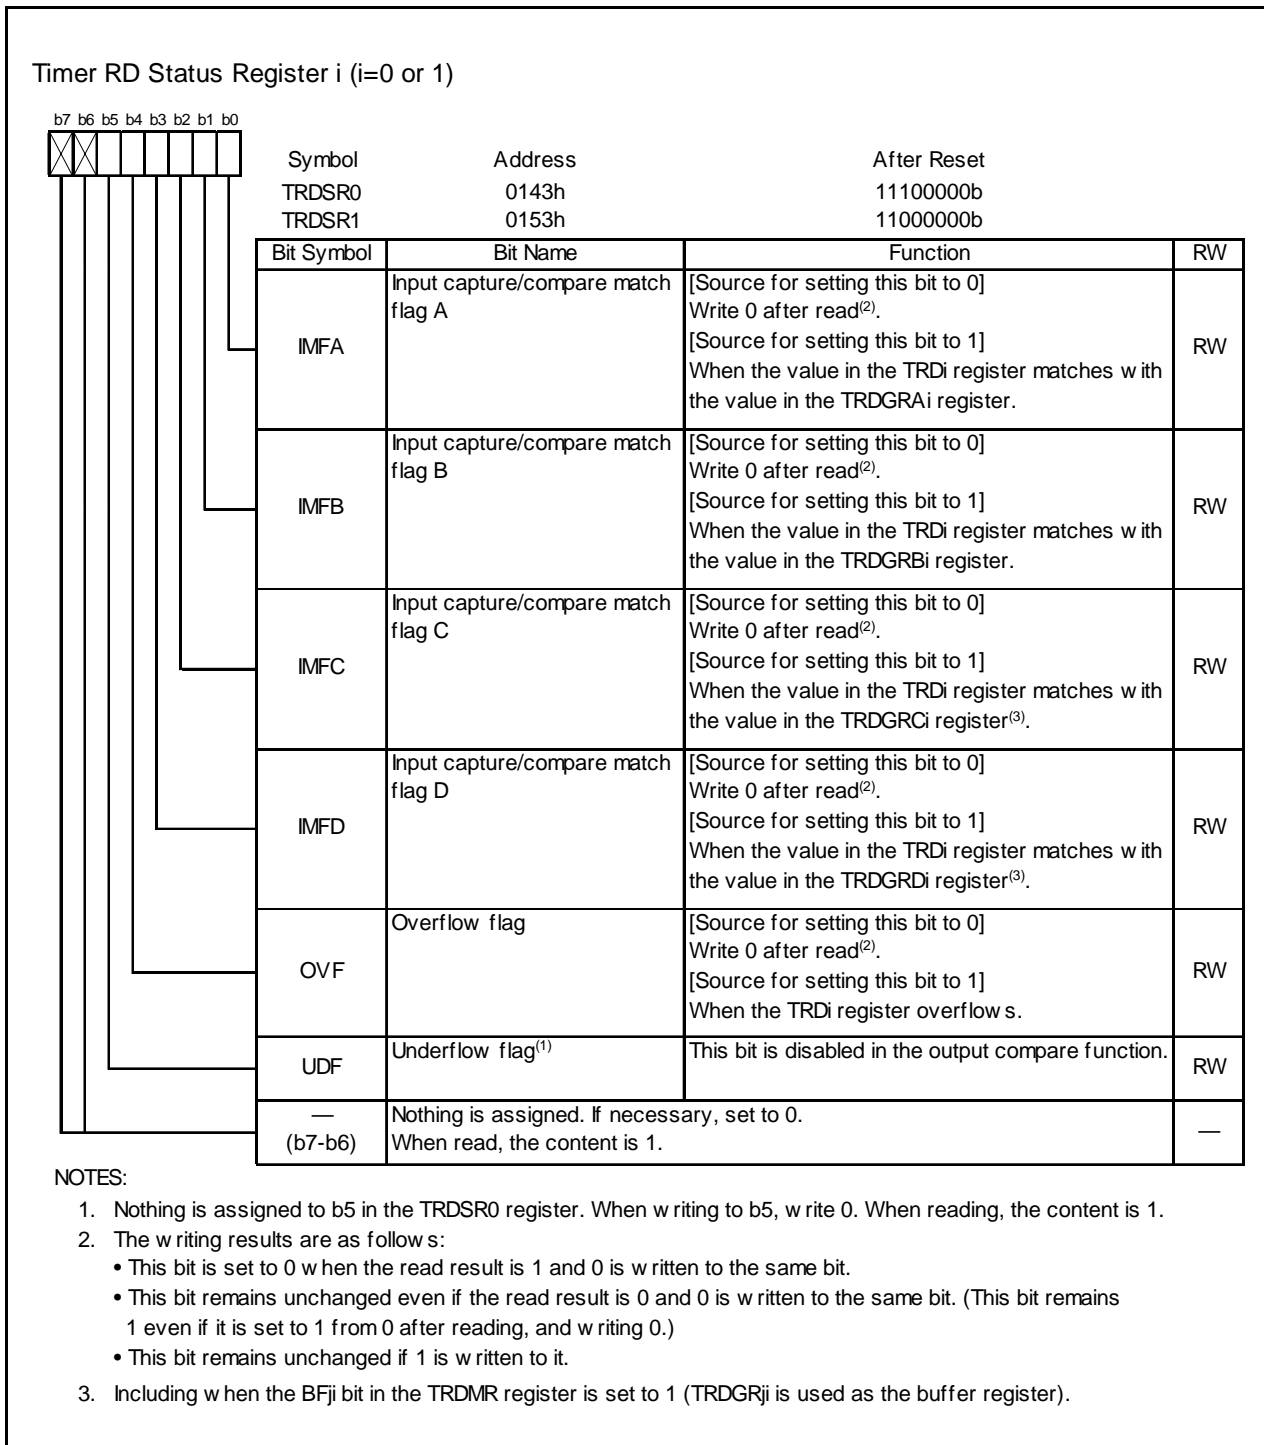 Timer RD Status Register i (i=0 or 1)
b7 b6 b5 b4 b3 b2 b1 b0
Symbol Address After Reset
TRDSR0 0143h 11100000b
TRDSR1 0153h 11000000b
Bit Symbol Bit Name Function RW
IMFA Input capture/compare match flag A
[Source for setting this bit to 0]
Write 0 after read(2).
[Source for setting this bit to 1]
When the value in the TRDi register matches with
the value in the TRDGRAi register.
RW
IMFB Input capture/compare match flag B
[Source for setting this bit to 0]
Write 0 after read(2).
[Source for setting this bit to 1]
When the value in the TRDi register matches with
the value in the TRDGRBi register.
RW
IMFC Input capture/compare match flag C
[Source for setting this bit to 0]
Write 0 after read(2).
[Source for setting this bit to 1]
When the value in the TRDi register matches with
the value in the TRDGRCi register(3).
RW
IMFD Input capture/compare match flag D
[Source for setting this bit to 0]
Write 0 after read(2).
[Source for setting this bit to 1]
When the value in the TRDi register matches with
the value in the TRDGRDi register(3).
RW
OVF Overflow flag
[Source for setting this bit to 0]
Write 0 after read(2).
[Source for setting this bit to 1]
When the TRDi register overflows.
RW
UDF Underflow flag(1) This bit is disabled in the output compare function. RW
—
(b7-b6)
Nothing is assigned. If necessary, set to 0.
When read, the content is 1.
—
NOTES:
1. Nothing is assigned to b5 in the TRDSR0 register. When writing to b5, write 0. When reading, the content is 1.
2. The writing results are as follows:
• This bit is set to 0 when the read result is 1 and 0 is written to the same bit.
• This bit remains unchanged even if the read result is 0 and 0 is written to the same bit. (This bit remains
1 even if it is set to 1 from 0 after reading, and writing 0.)
• This bit remains unchanged if 1 is written to it.
3. Including when the BFji bit in the TRDMR register is set to 1 (TRDGRji is used as the buffer register).